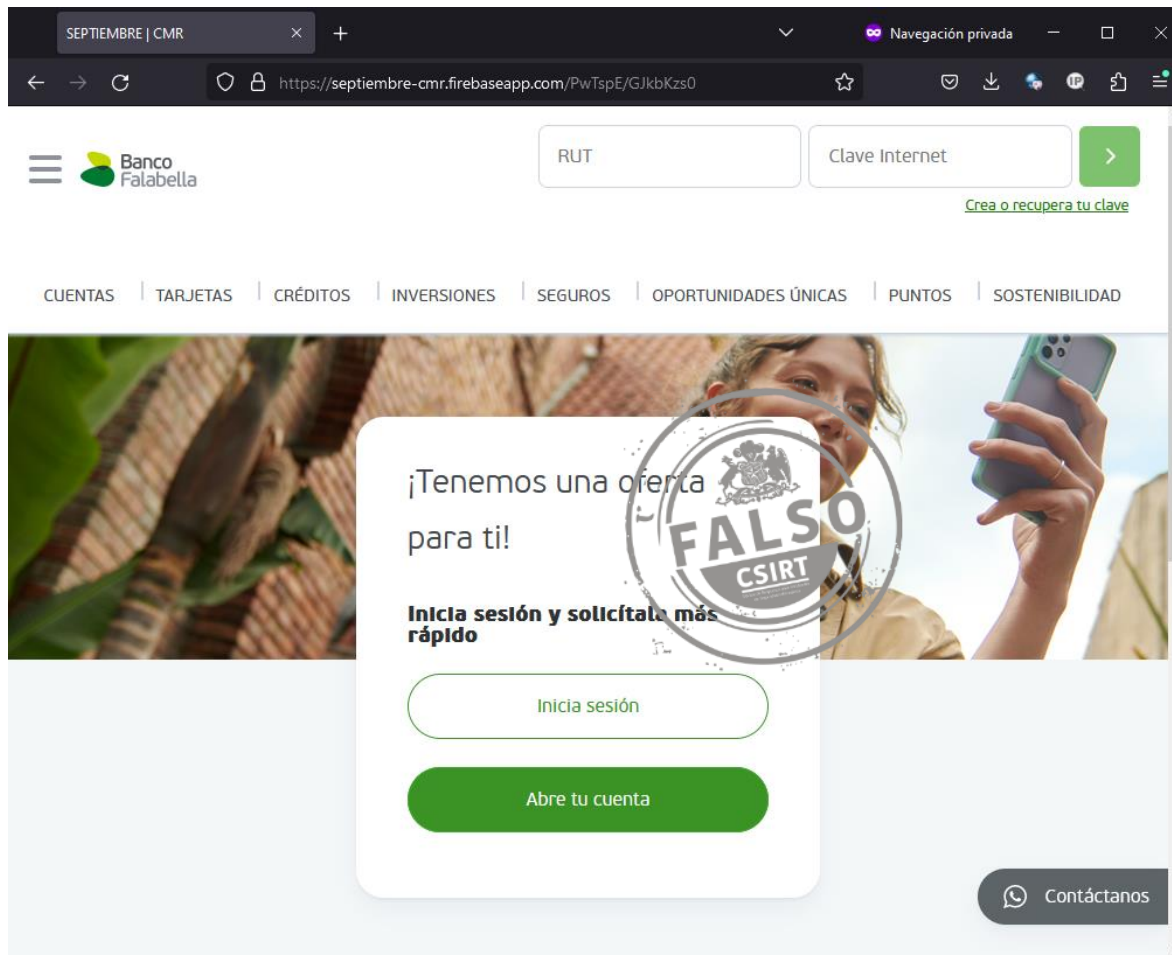 SEPTIEMBRE | CMR
Navegación privada
https://septiembre-cmr.firebaseapp.com/PwTspE/GJkbKzs0
IP
Banco
Falabella
RUT
Clave Internet
Crea o recupera tu clave
CUENTAS TARJETAS CRÉDITOS INVERSIONES SEGUROS OPORTUNIDADES ÚNICAS PUNTOS SOSTENIBILIDAD
¡Tenemos una oferta
para ti!
FALSO
CSIRT
Inicia sesión y solicítala más
rápido
Inicia sesión
Abre tu cuenta
Contáctanos